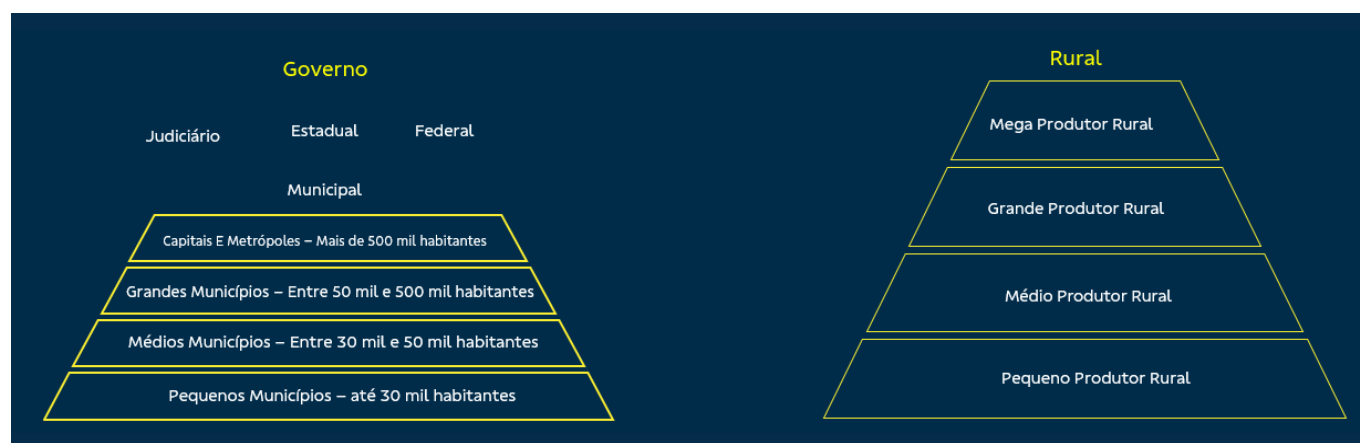 Governo
Judiciário
Estadual
Federal
Municipal
Capitais E Metrópoles – Mais de 500 mil habitantes
Grandes Municípios – Entre 50 mil e 500 mil habitantes
Médios Municípios – Entre 30 mil e 50 mil habitantes
Pequenos Municípios – até 30 mil habitantes
Rural
Mega Produtor Rural
Grande Produtor Rural
Médio Produtor Rural
Pequeno Produtor Rural